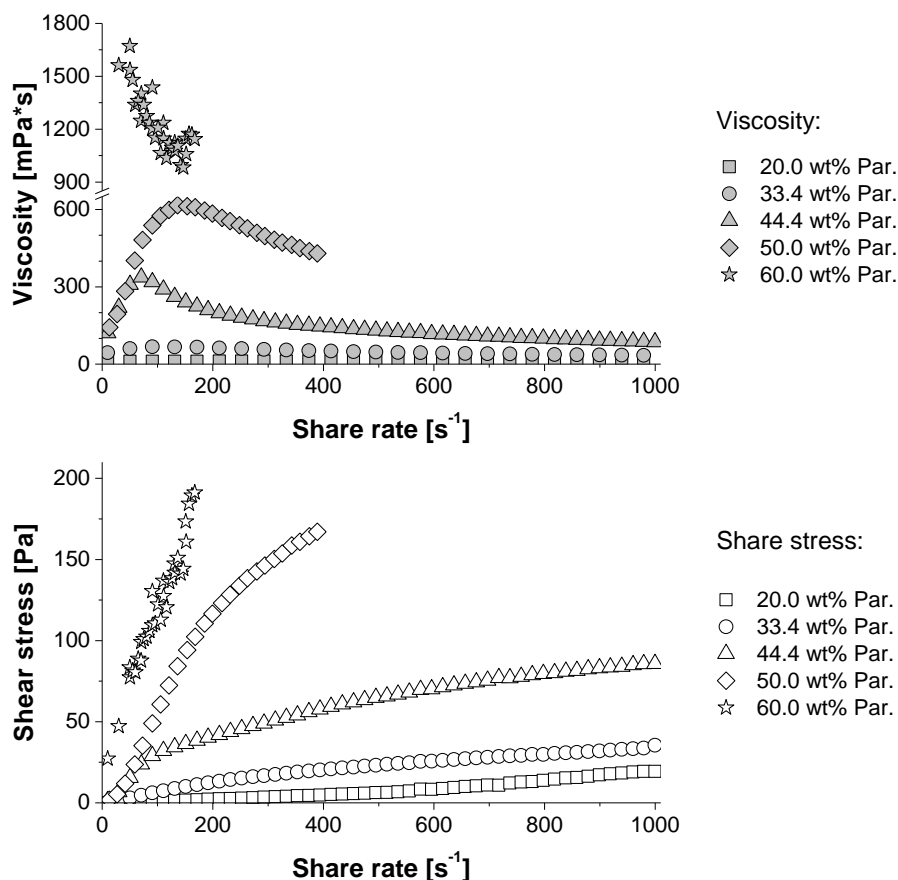 1800
1500
1200
900
600
300
0
Viscosity [mPa*s]
0 200 400 600 800 1000
Share rate [s-1]
Viscosity:
20.0 wt% Par.
33.4 wt% Par.
44.4 wt% Par.
50.0 wt% Par.
60.0 wt% Par.
200
150
100
50
0
Shear stress [Pa]
0 200 400 600 800 1000
Share rate [s-1]
Share stress:
20.0 wt% Par.
33.4 wt% Par.
44.4 wt% Par.
50.0 wt% Par.
60.0 wt% Par.